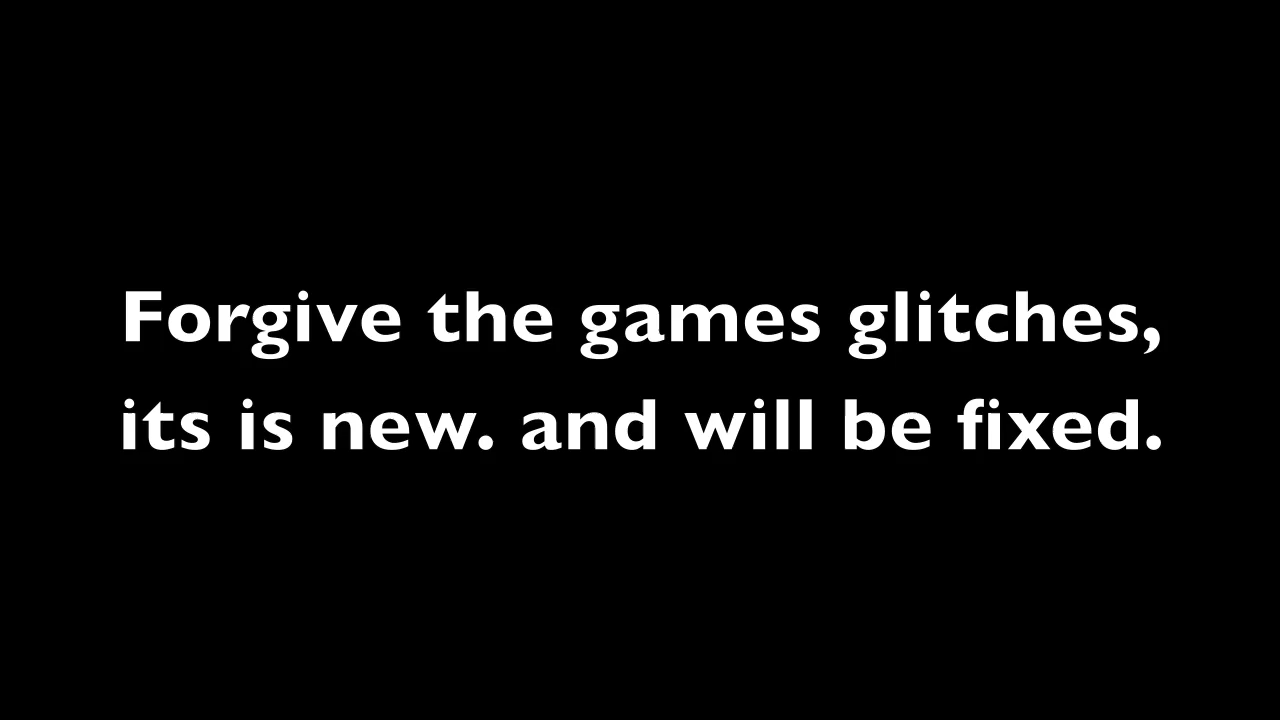 Forgive the games glitches,
its is new. and will be fixed.